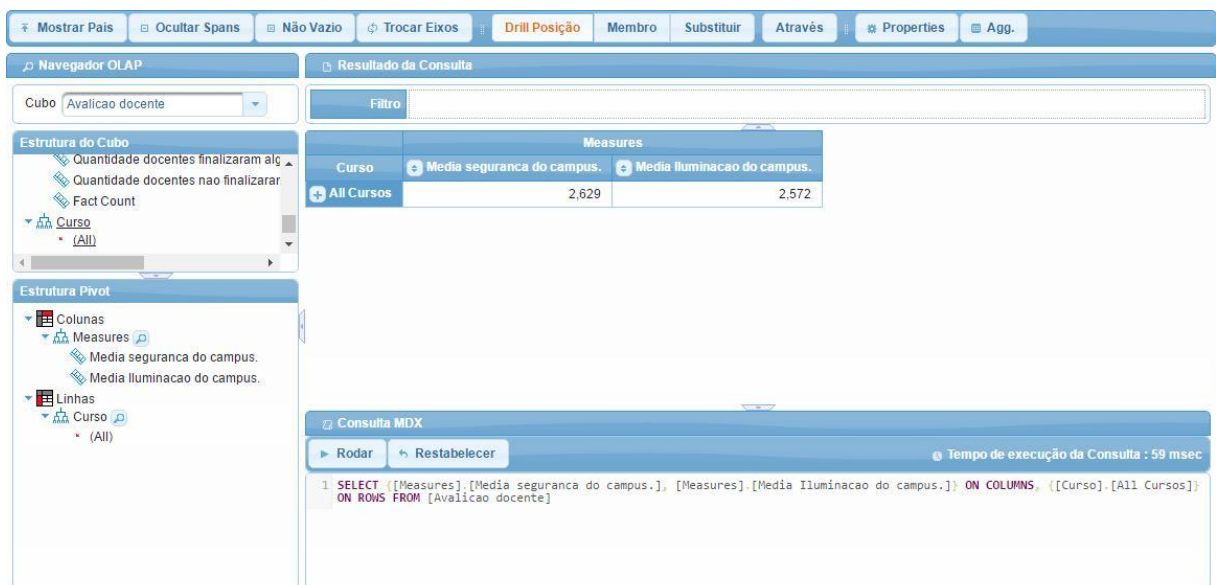 Mostrar Pais Ocultar Spans Não Vazio Trocar Eixos Drill Posição Membro Substituir Através Properties Agg.
Navegador OLAP
Cubo Avalicao docente
Estrutura do Cubo
Quantidade docentes finalizaram alg
Quantidade docentes nao finalizarar
Fact Count
Curso
(All)
Estrutura Pivot
Colunas
Measures
Media seguranca do campus.
Media Iluminacao do campus.
Linhas
Curso
(All)
Resultado da Consulta
Filtro
Measures
Curso Media seguranca do campus. Media Iluminacao do campus.
All Cursos 2,629 2,572
Consulta MDX
Rodar Restabelecer Tempo de execução da Consulta : 59 msec
1 SELECT {[Measures].[Media seguranca do campus.], [Measures].[Media Iluminacao do campus.]} ON COLUMNS, {[Curso].[All Cursos]}
ON ROWS FROM [Avalicao docente]